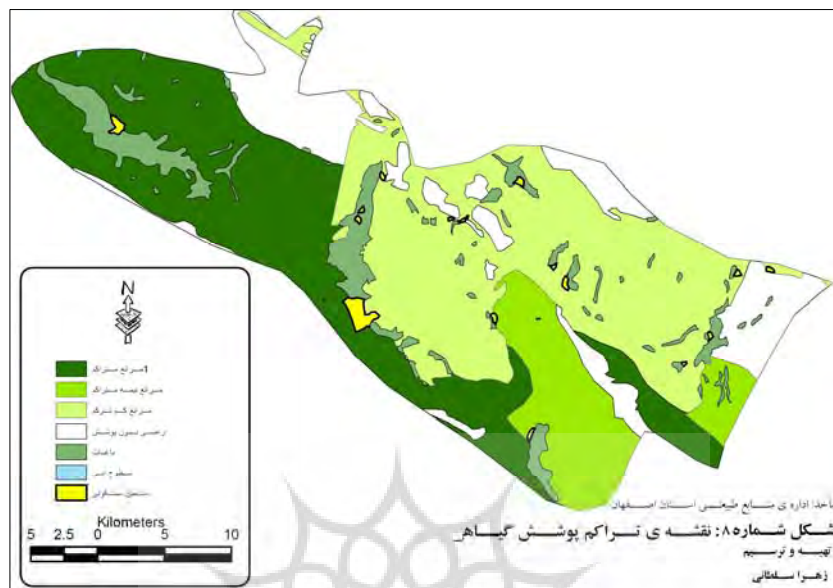 N
مراتع متراکم
مراتع نیمه متراکم
مراتع کم تراکم
اراضی بدون پوشش
باغات
سطوح آبی
مناطق مسکونی
Kilometers
5 2.5 0 5 10
ماخذ: اداره ی منابع طبیعی استان اصفهان
شکل شماره ۸: نقشه ی تراکم پوشش گیاهی
تهیه و ترسیم
زهرا سلطانی